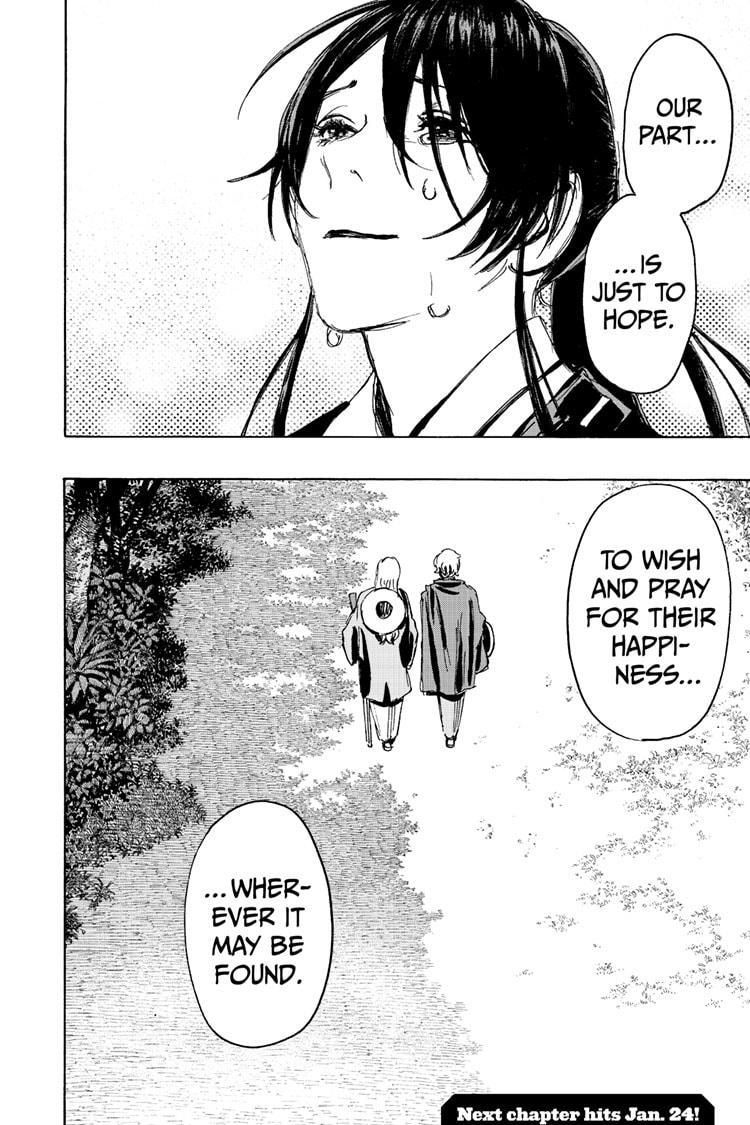 OUR
PART...
...IS
JUST TO
HOPE.
TO WISH
AND PRAY
FOR THEIR
HAPPI-
NESS...
...WHER-
EVER IT
MAY BE
FOUND.
Next chapter hits Jan. 24!